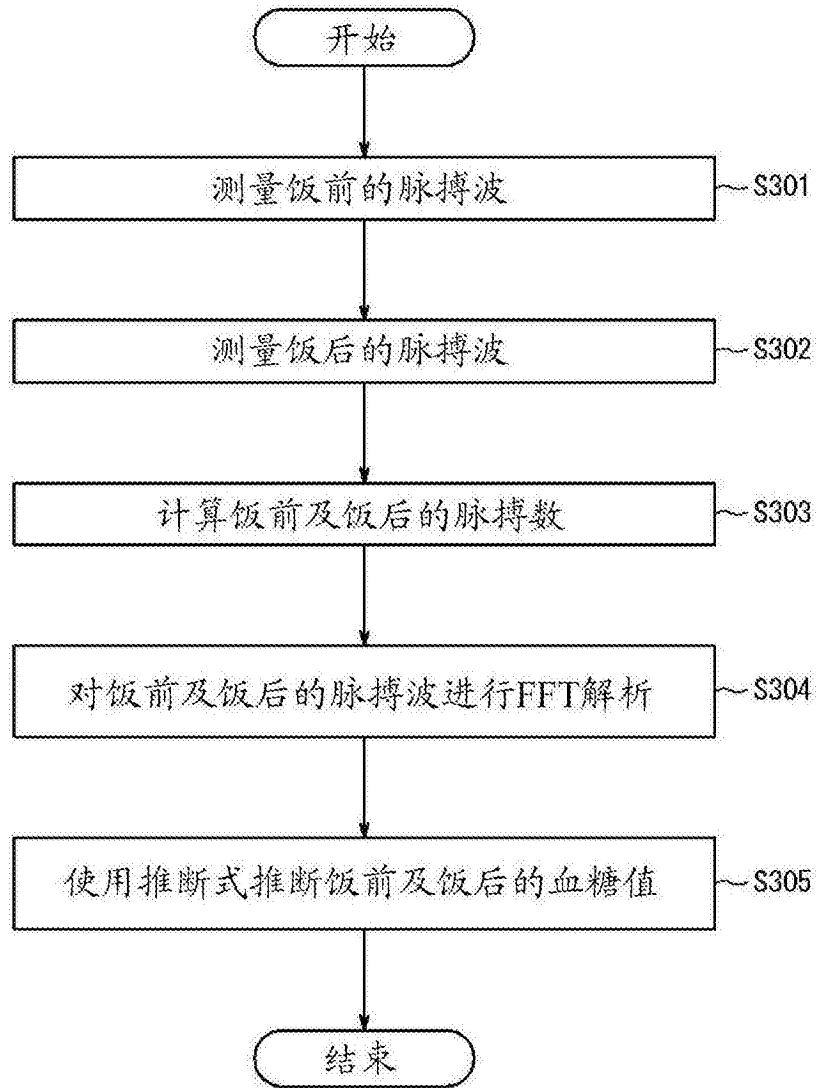 开始
测量饭前的脉搏波 S301
测量饭后的脉搏波 S302
计算饭前及饭后的脉搏数 S303
对饭前及饭后的脉搏波进行FFT解析 S304
使用推断式推断饭前及饭后的血糖值 S305
结束